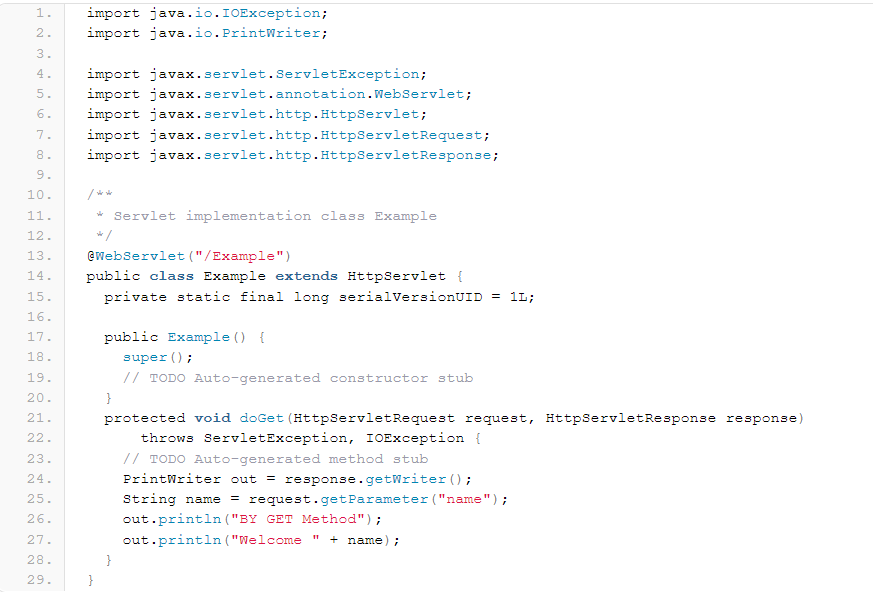 1. import java.io.IOException;
2. import java.io.PrintWriter;
3.
4. import javax.servlet.ServletException;
5. import javax.servlet.annotation.WebServlet;
6. import javax.servlet.http.HttpServlet;
7. import javax.servlet.http.HttpServletRequest;
8. import javax.servlet.http.HttpServletResponse;
9.
10. /**
11.  * Servlet implementation class Example
12.  */
13. @WebServlet("/Example")
14. public class Example extends HttpServlet {
15.   private static final long serialVersionUID = 1L;
16.
17.   public Example() {
18.     super();
19.     // TODO Auto-generated constructor stub
20.   }
21.   protected void doGet(HttpServletRequest request, HttpServletResponse response)
22.       throws ServletException, IOException {
23.     // TODO Auto-generated method stub
24.     PrintWriter out = response.getWriter();
25.     String name = request.getParameter("name");
26.     out.println("BY GET Method");
27.     out.println("Welcome " + name);
28.   }
29. }